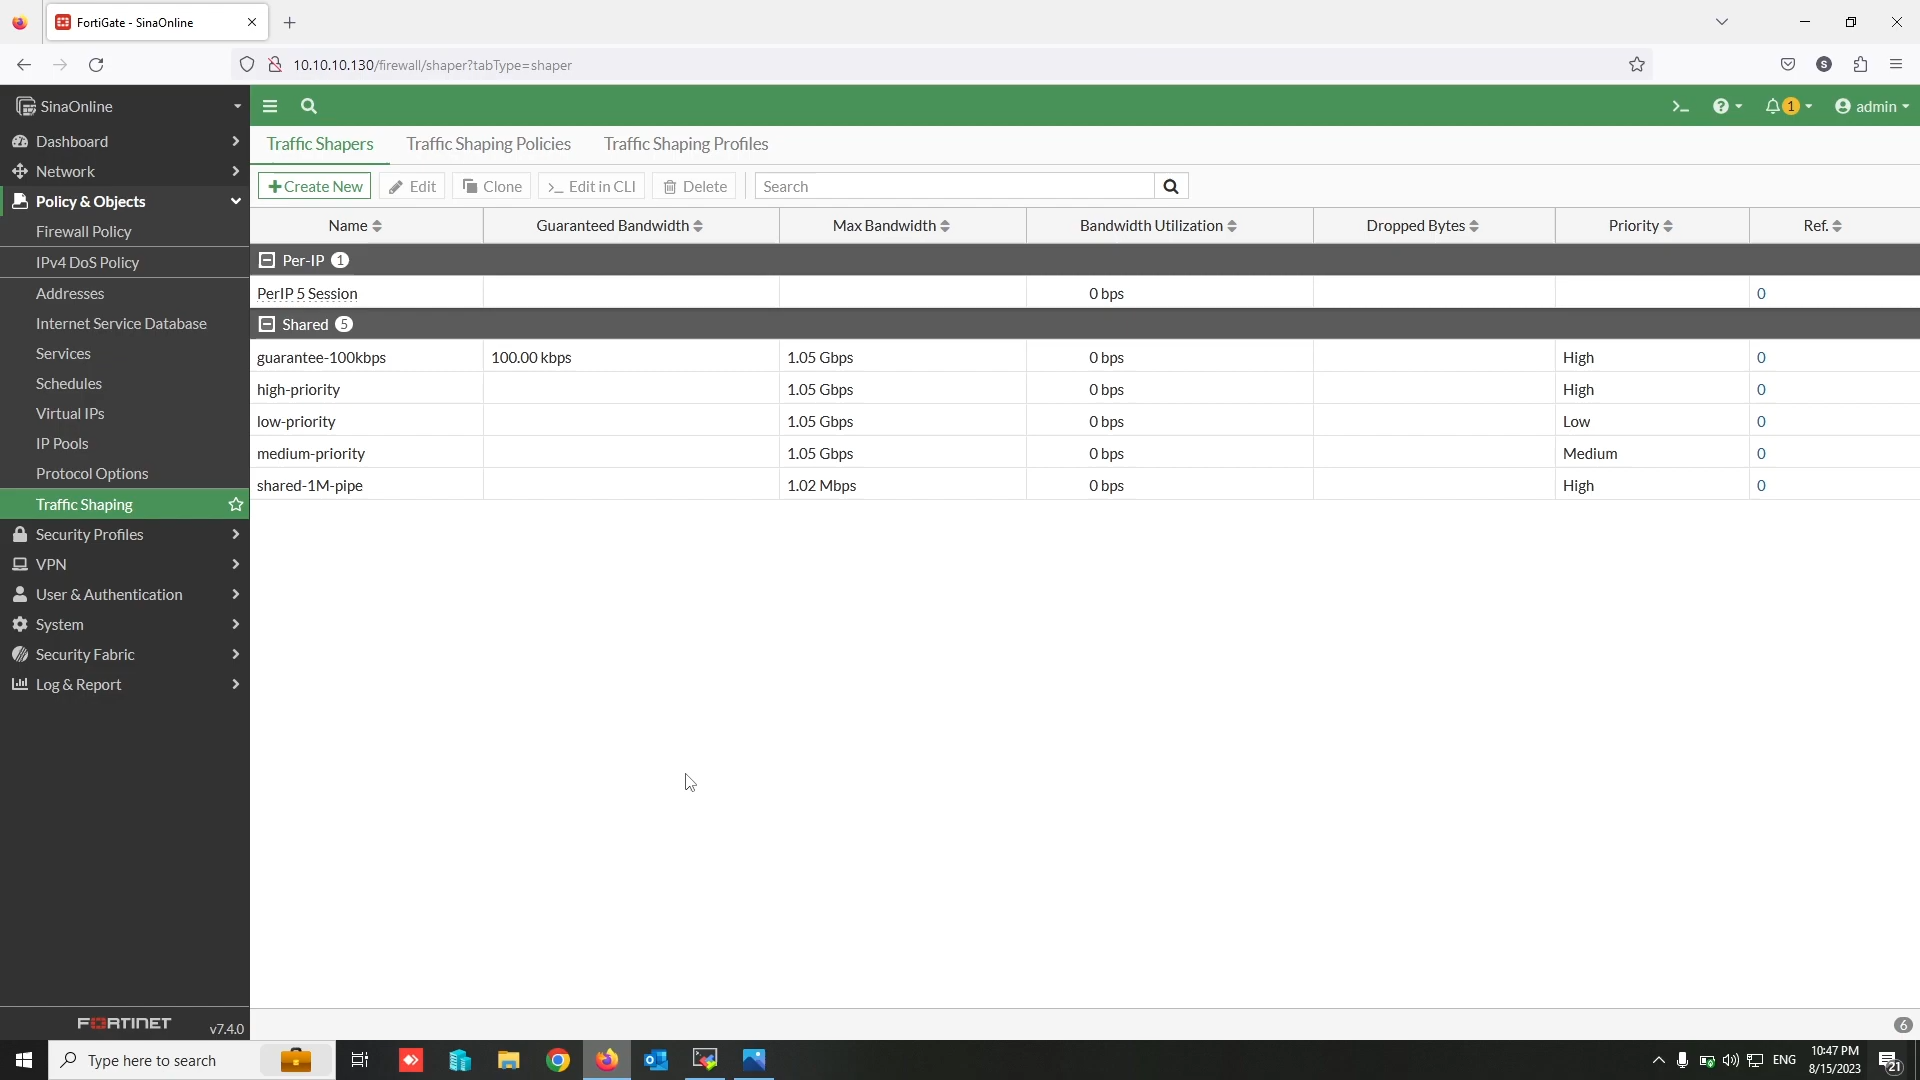 FortiGate - SinaOnline
10.10.10.130/firewall/shaper?tabType=shaper
S
SinaOnline
1
admin
Dashboard
Network
Policy & Objects
Firewall Policy
IPv4 DoS Policy
Addresses
Internet Service Database
Services
Schedules
Virtual IPs
IP Pools
Protocol Options
Traffic Shaping
Security Profiles
VPN
User & Authentication
System
Security Fabric
Log & Report
FORTINET
v7.4.0
Traffic Shapers Traffic Shaping Policies Traffic Shaping Profiles
Create New Edit Clone Edit in CLI Delete Search
Name Guaranteed Bandwidth Max Bandwidth Bandwidth Utilization Dropped Bytes Priority Ref.
Per-IP 1
PerIP 5 Session 0 bps 0
Shared 5
guarantee-100kbps 100.00 kbps 1.05 Gbps 0 bps High 0
high-priority 1.05 Gbps 0 bps High 0
low-priority 1.05 Gbps 0 bps Low 0
medium-priority 1.05 Gbps 0 bps Medium 0
shared-1M-pipe 1.02 Mbps 0 bps High 0
6
Type here to search
ENG
10:47 PM
8/15/2023
21